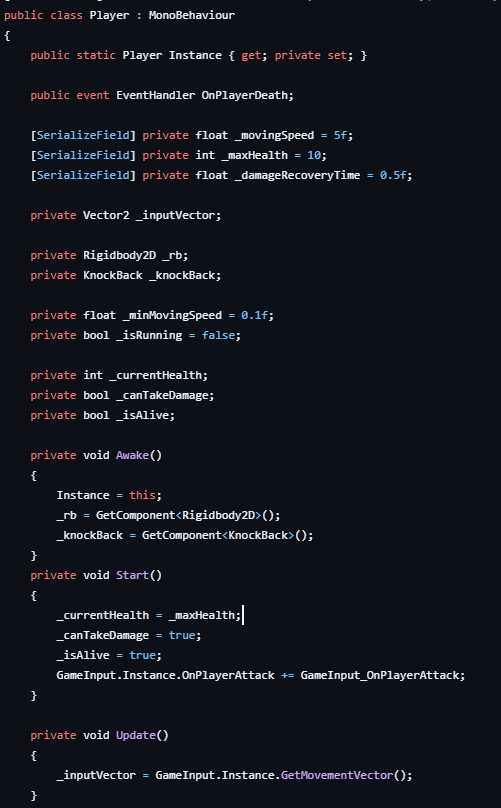 public class Player : MonoBehaviour
{
    public static Player Instance { get; private set; }

    public event EventHandler OnPlayerDeath;

    [SerializeField] private float _movingSpeed = 5f;
    [SerializeField] private int _maxHealth = 10;
    [SerializeField] private float _damageRecoveryTime = 0.5f;

    private Vector2 _inputVector;

    private Rigidbody2D _rb;
    private KnockBack _knockBack;

    private float _minMovingSpeed = 0.1f;
    private bool _isRunning = false;

    private int _currentHealth;
    private bool _canTakeDamage;
    private bool _isAlive;

    private void Awake()
    {
        Instance = this;
        _rb = GetComponent<Rigidbody2D>();
        _knockBack = GetComponent<KnockBack>();
    }
    private void Start()
    {
        _currentHealth = _maxHealth;
        _canTakeDamage = true;
        _isAlive = true;
        GameInput.Instance.OnPlayerAttack += GameInput_OnPlayerAttack;
    }

    private void Update()
    {
        _inputVector = GameInput.Instance.GetMovementVector();
    }